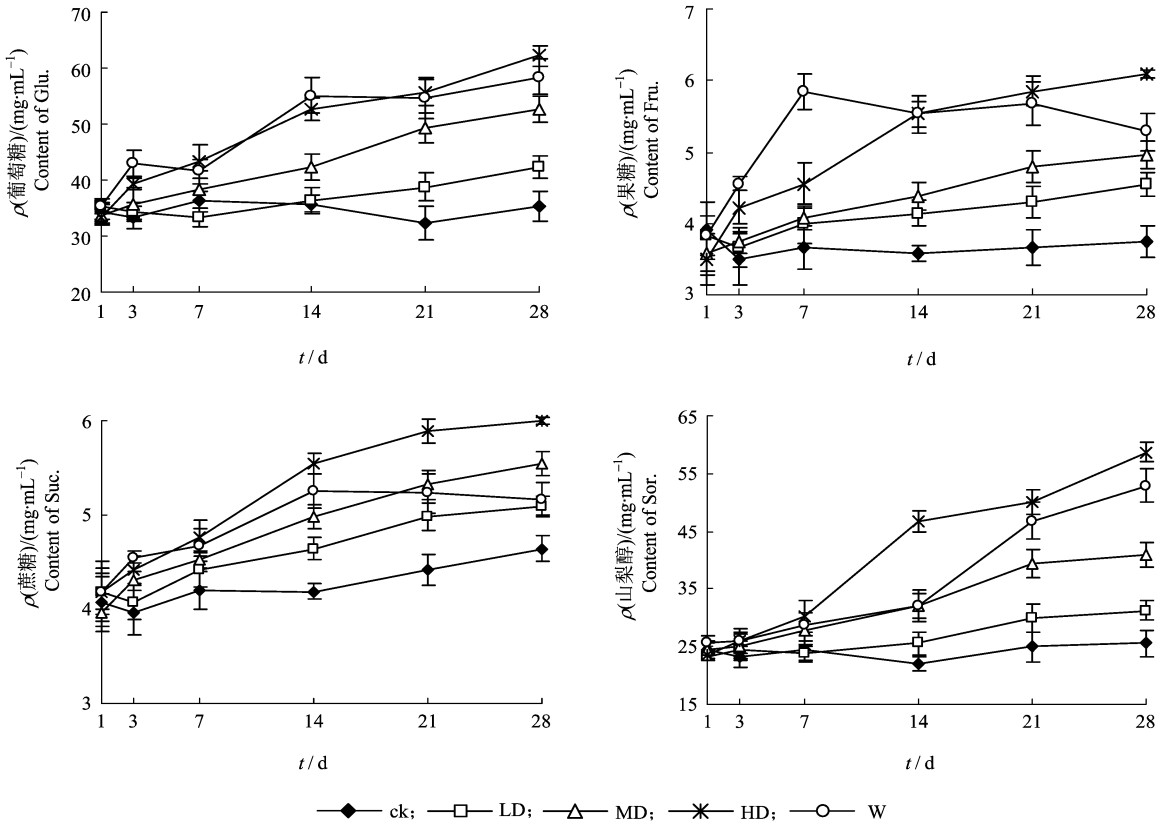 70
60
50
40
30
20
ρ(葡萄糖)/(mg·mL⁻¹)
Content of Glu.
1 3 7 14 21 28
t / d
7
6
5
4
3
ρ(果糖)/(mg·mL⁻¹)
Content of Fru.
1 3 7 14 21 28
t / d
6
5
4
3
ρ(蔗糖)/(mg·mL⁻¹)
Content of Suc.
1 3 7 14 21 28
t / d
65
55
45
35
25
15
ρ(山梨醇)/(mg·mL⁻¹)
Content of Sor.
1 3 7 14 21 28
t / d
ck; LD; MD; HD; W